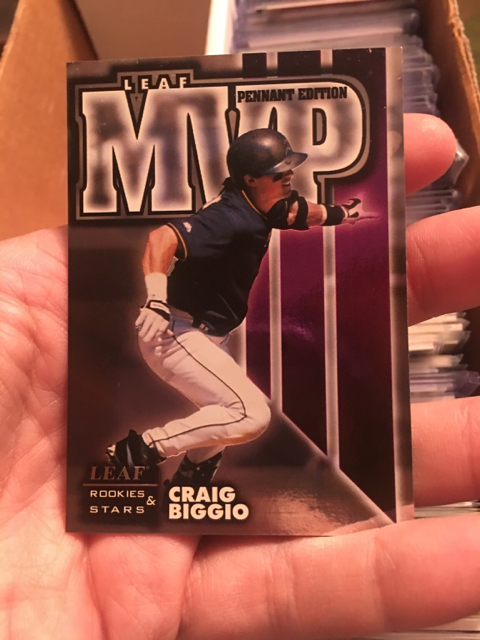 LEAF
MVP
PENNANT EDITION
LEAF
ROOKIES
&
STARS
CRAIG
BIGGIO